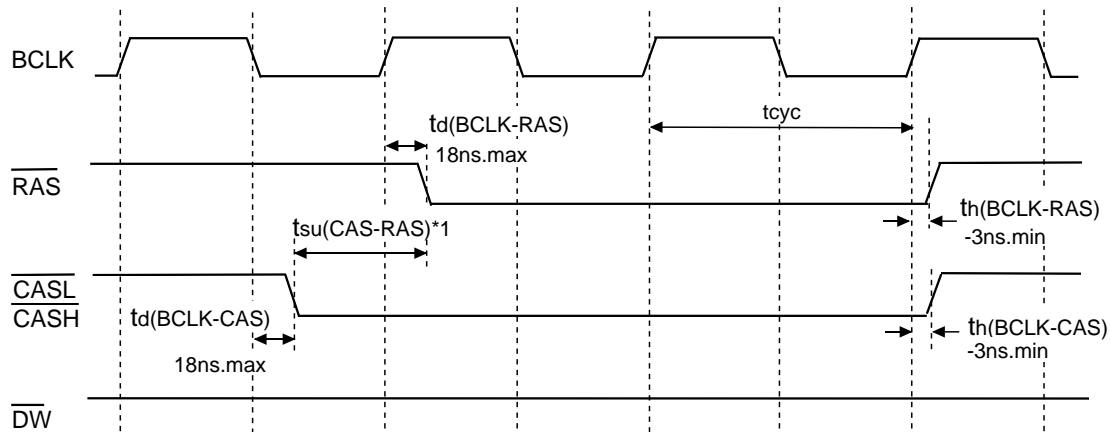 BCLK
tcyc
td(BCLK-RAS)
18ns.max
RAS
th(BCLK-RAS)
-3ns.min
tsu(CAS-RAS)*1
CASL
CASH
td(BCLK-CAS)
18ns.max
th(BCLK-CAS)
-3ns.min
DW